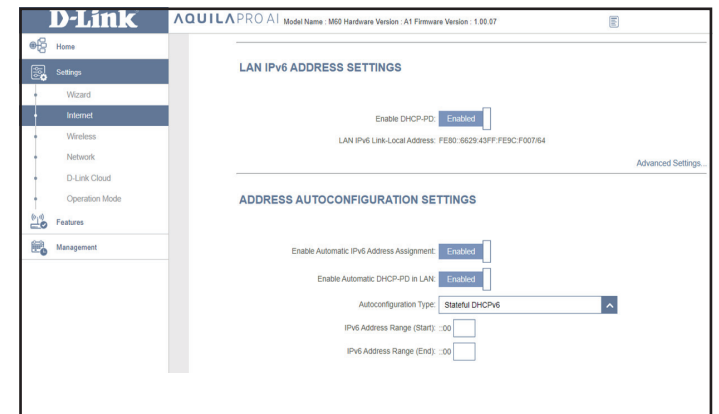 D-Link
AQUILA PRO AI Model Name : M60 Hardware Version : A1 Firmware Version : 1.00.07
Home
Settings
Wizard
Internet
Wireless
Network
D-Link Cloud
Operation Mode
Features
Management
LAN IPv6 ADDRESS SETTINGS
Enable DHCP-PD: Enabled
LAN IPv6 Link-Local Address: FE80::6629:43FF:FE9C:F007/64
Advanced Settings...
ADDRESS AUTOCONFIGURATION SETTINGS
Enable Automatic IPv6 Address Assignment: Enabled
Enable Automatic DHCP-PD in LAN: Enabled
Autoconfiguration Type: Stateful DHCPv6
IPv6 Address Range (Start): ::00
IPv6 Address Range (End): ::00